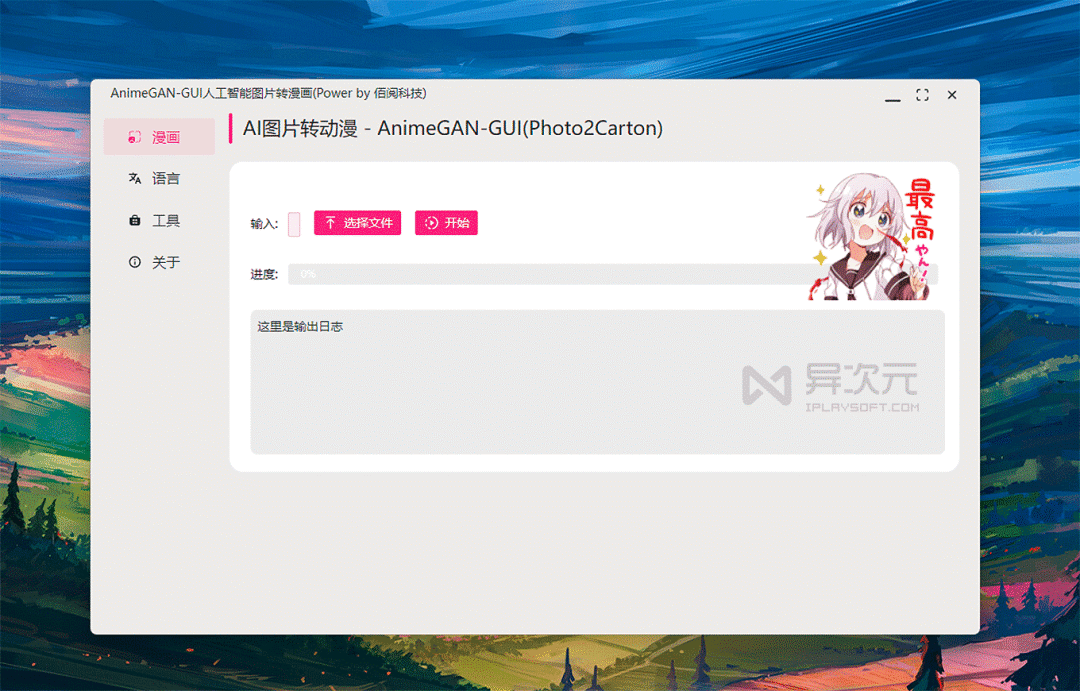 AnimeGAN-GUI人工智能图片转漫画(Power by 佰阅科技)
漫画
语言
工具
关于
AI图片转动漫 - AnimeGAN-GUI(Photo2Carton)
输入:
选择文件
开始
进度:
0%
最高
やん!
这里是输出日志
异次元
IPLAYSOFT.COM